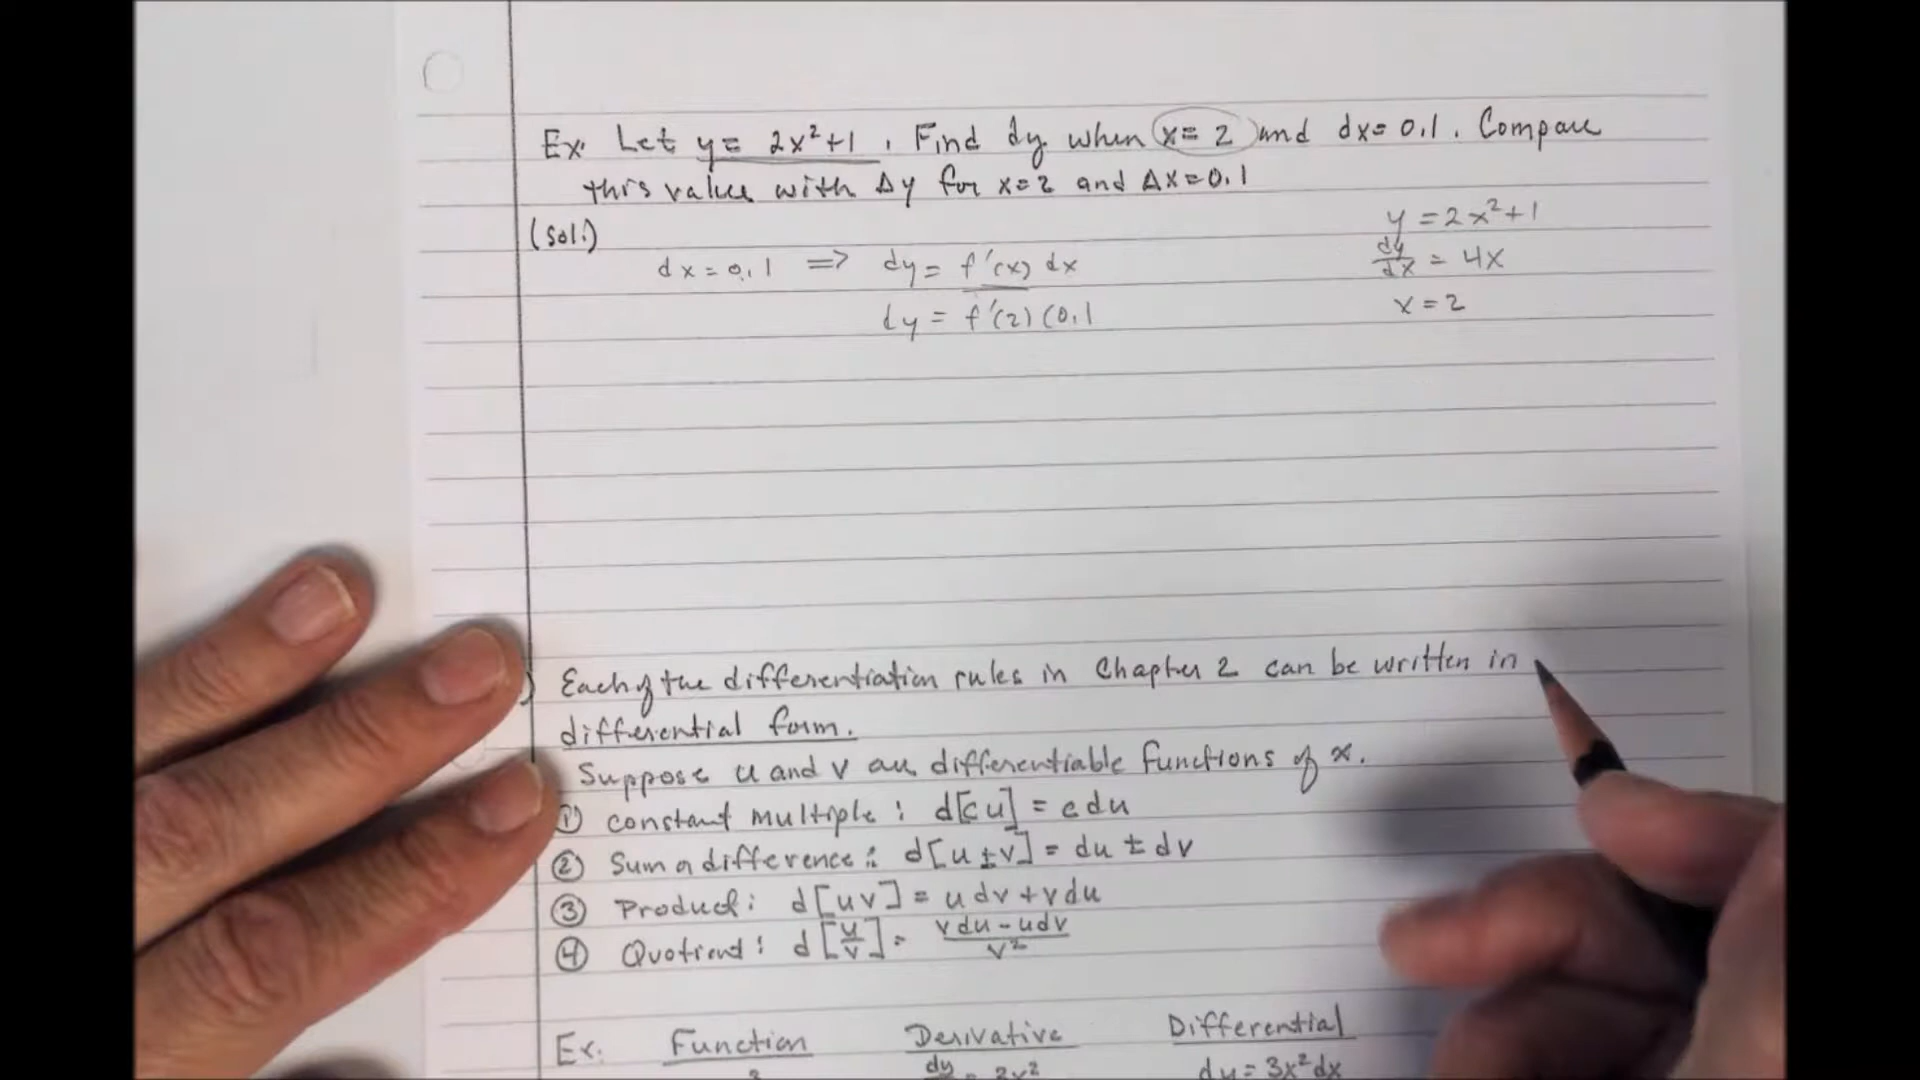 Ex: Let y = 2x²+1. Find dy when x = 2 and dx = 0.1. Compare
this value with Δy for x=2 and Δx=0.1
(sol.)
dx = 0.1 => dy = f'(x) dx
dy = f'(2)(0.1
y = 2x²+1
dy/dx = 4x
x = 2
) Each of the differentiation rules in Chapter 2 can be written in
differential form.
Suppose u and v are differentiable functions of x.
① constant multiple: d[cu] = c du
② Sum or difference: d[u±v] = du ± dv
③ Product: d[uv] = u dv + v du
④ Quotient: d[u/v] = (v du - u dv)/v²
Ex: Function Derivative Differential
dy/dx = 3x² dy = 3x² dx